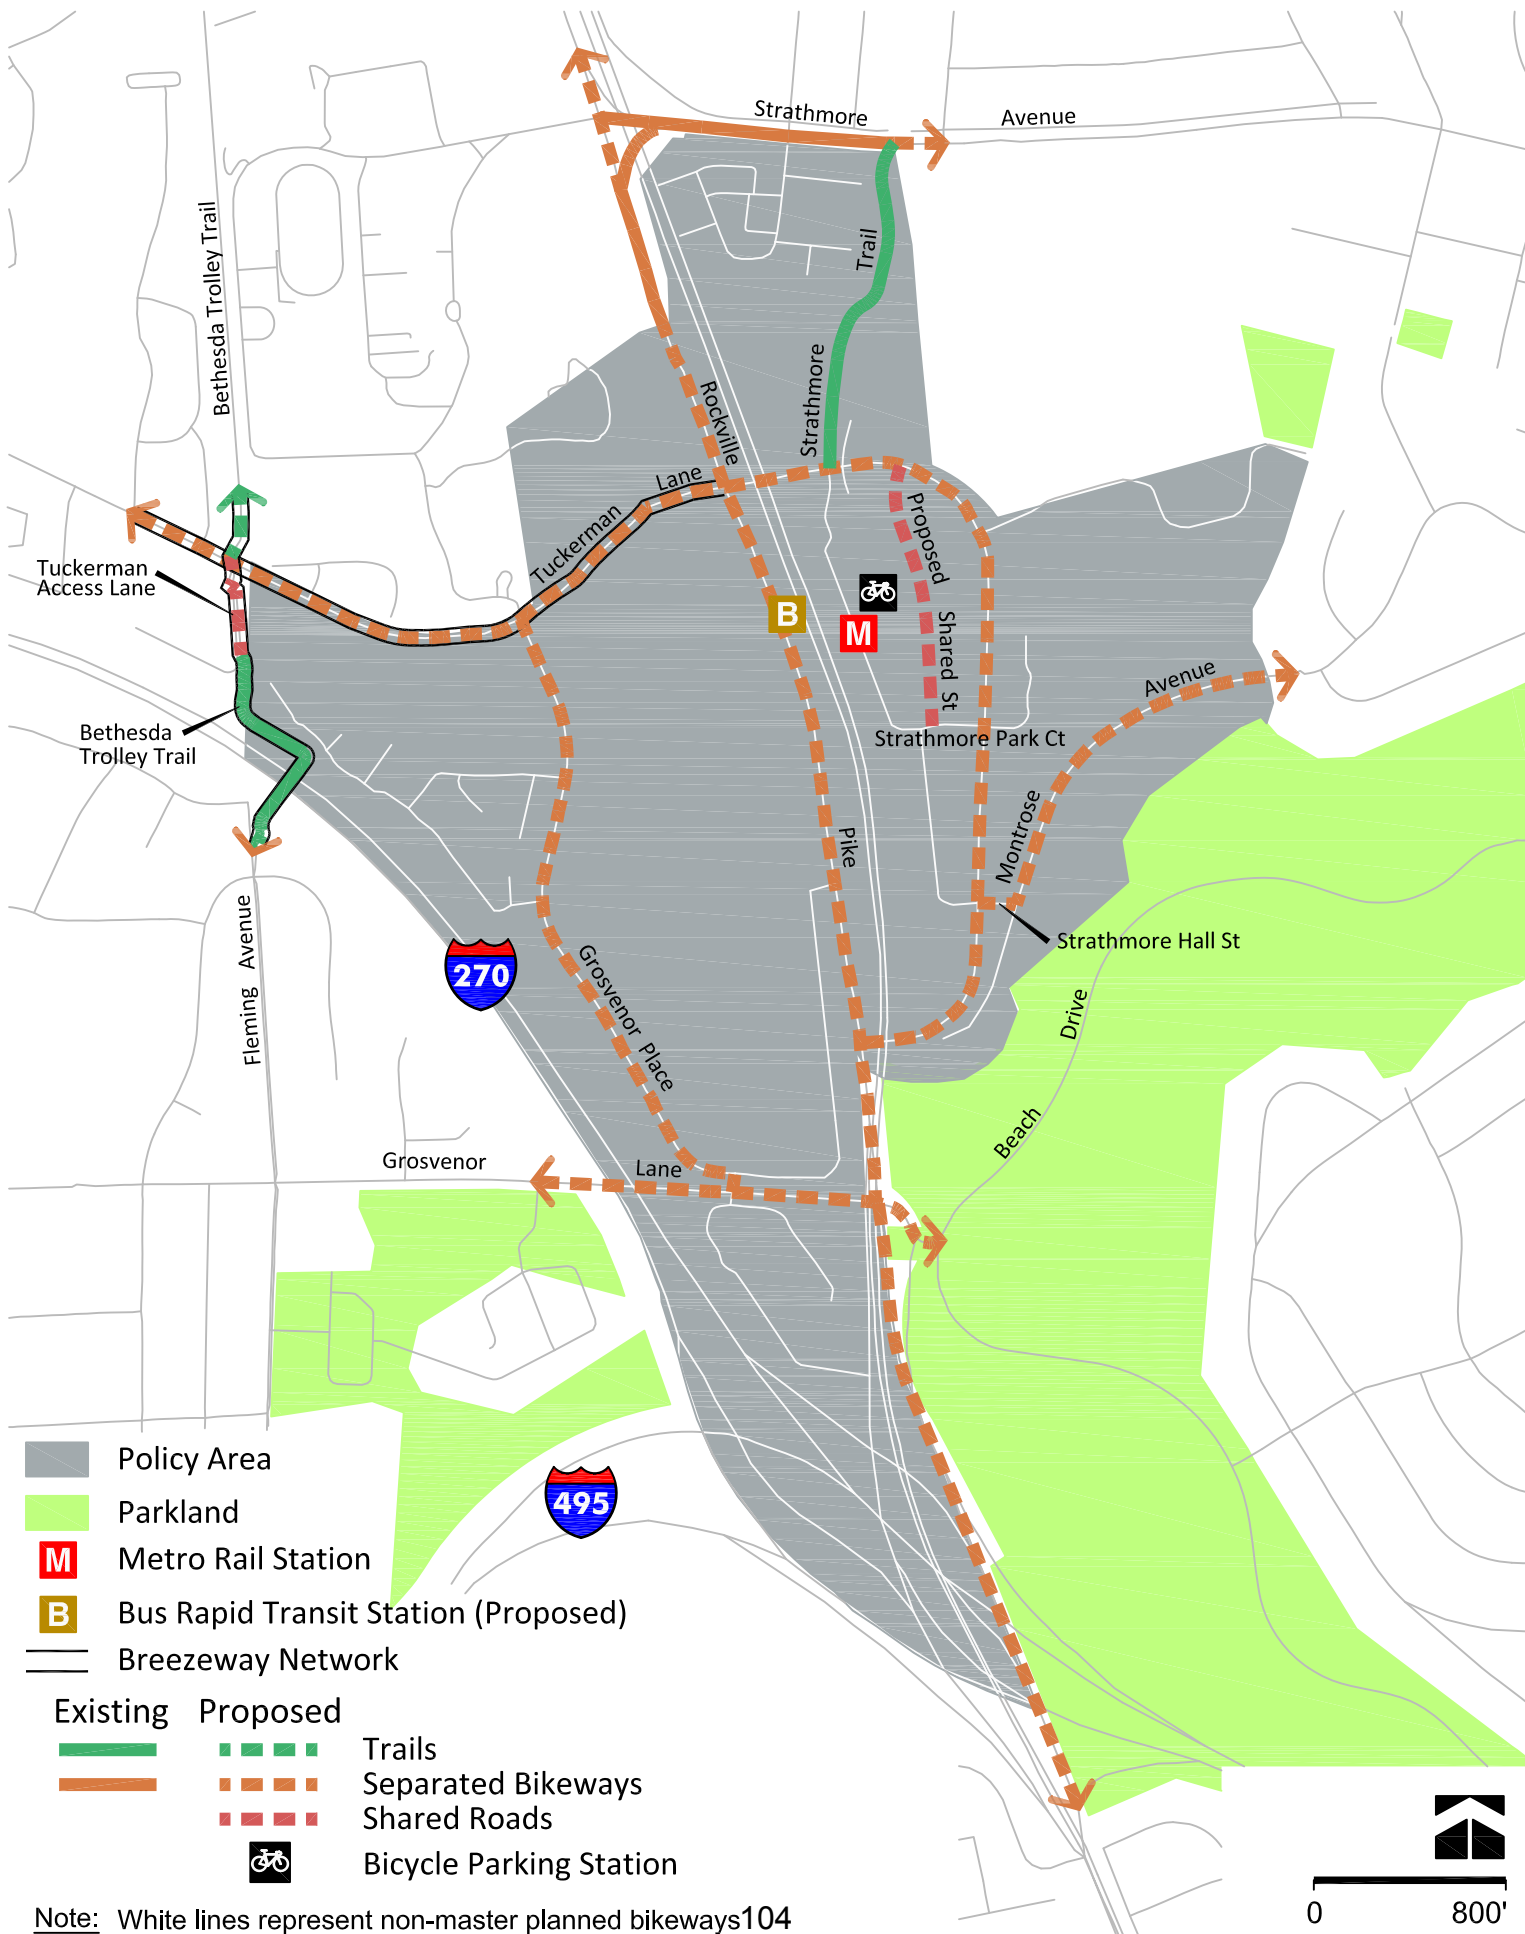 Strathmore
Avenue
Bethesda Trolley Trail
Trail
Strathmore
Rockville
Lane
Tuckerman
Proposed
Shared St
Tuckerman
Access Lane
B
M
Avenue
Bethesda
Trolley Trail
Strathmore Park Ct
Montrose
Pike
Strathmore Hall St
Fleming Avenue
270
Grosvenor Place
Drive
Beach
Grosvenor
Lane
Policy Area
495
Parkland
M Metro Rail Station
B Bus Rapid Transit Station (Proposed)
Breezeway Network
Existing Proposed
Trails
Separated Bikeways
Shared Roads
Bicycle Parking Station
Note: White lines represent non-master planned bikeways104
0 800'